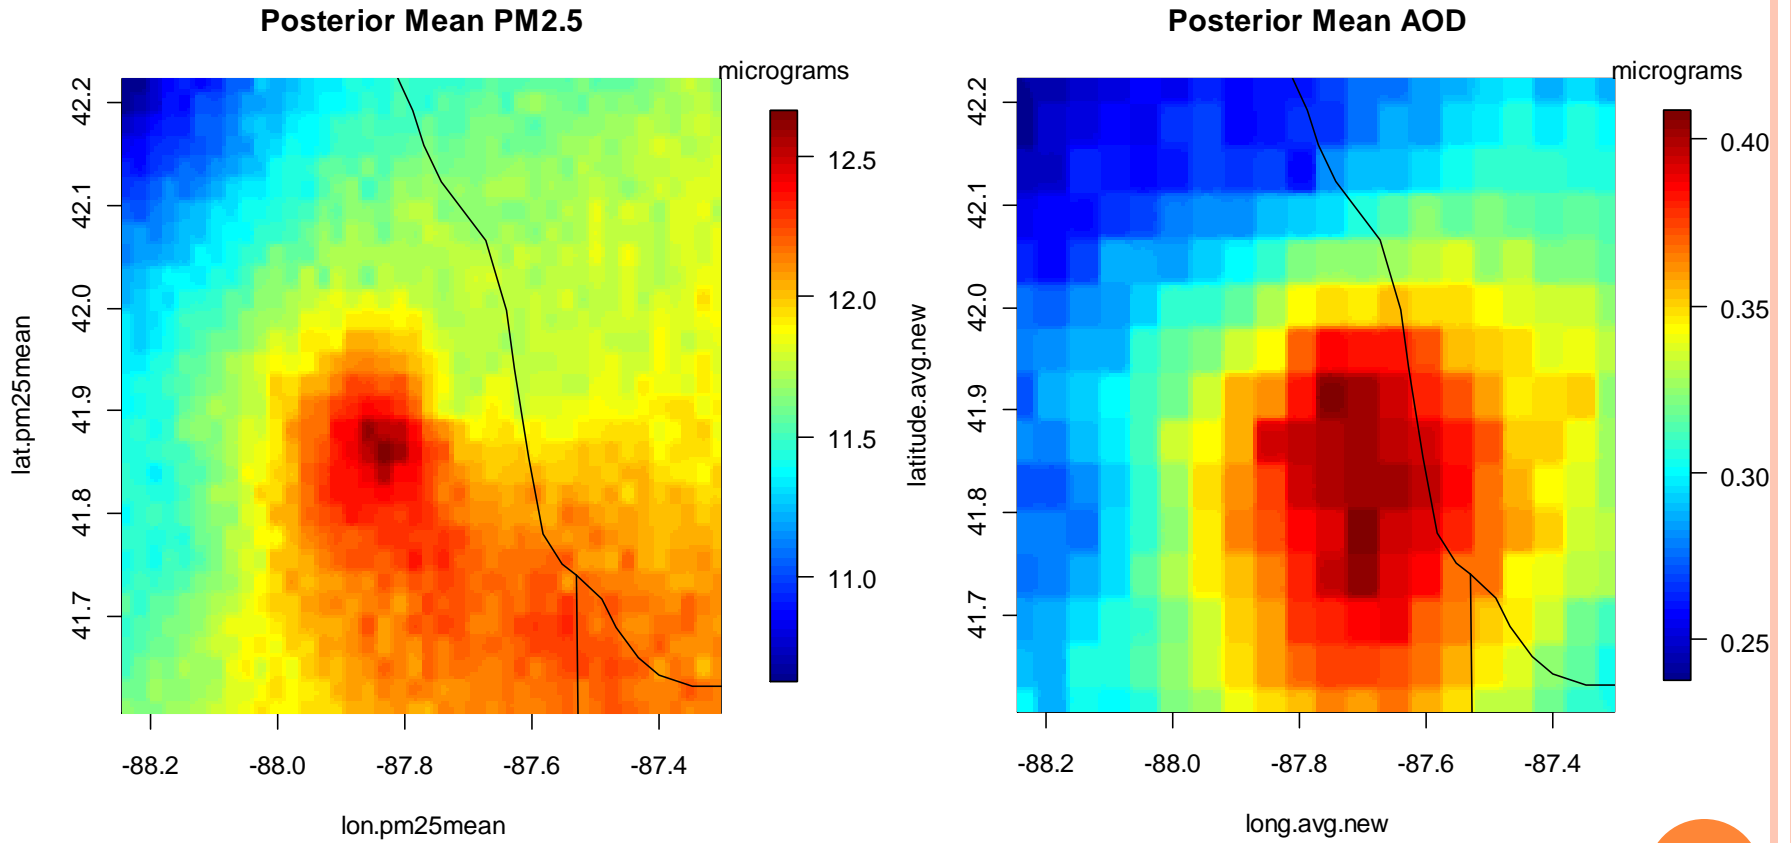 Posterior Mean PM2.5
micrograms
12.5
12.0
11.5
11.0
42.2
42.1
42.0
41.9
41.8
41.7
lat.pm25mean
-88.2 -88.0 -87.8 -87.6 -87.4
lon.pm25mean
Posterior Mean AOD
micrograms
0.40
0.35
0.30
0.25
42.2
42.1
42.0
41.9
41.8
41.7
latitude.avg.new
-88.2 -88.0 -87.8 -87.6 -87.4
long.avg.new